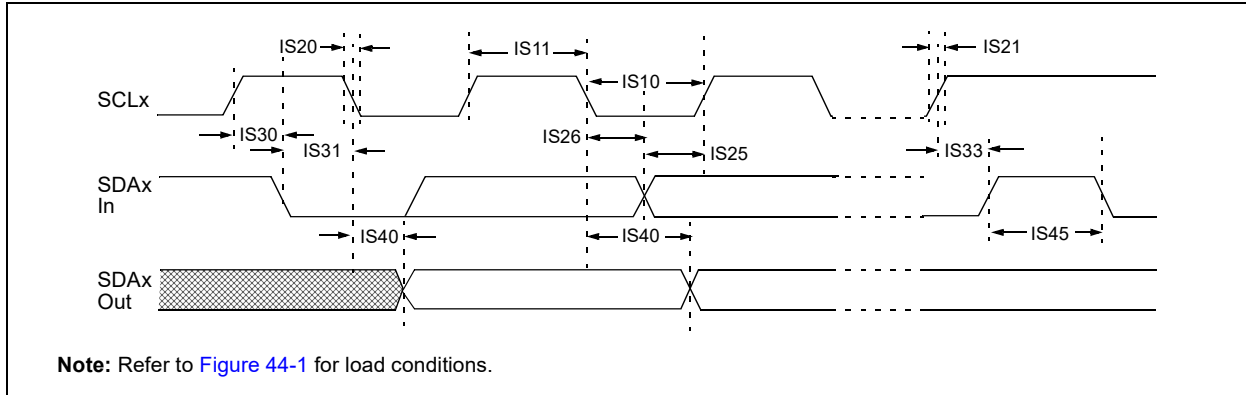 IS20
IS11
IS21
IS10
SCLx
IS30
IS26
IS31
IS25
IS33
SDAx
In
IS40
IS40
IS45
SDAx
Out
Note: Refer to Figure 44-1 for load conditions.